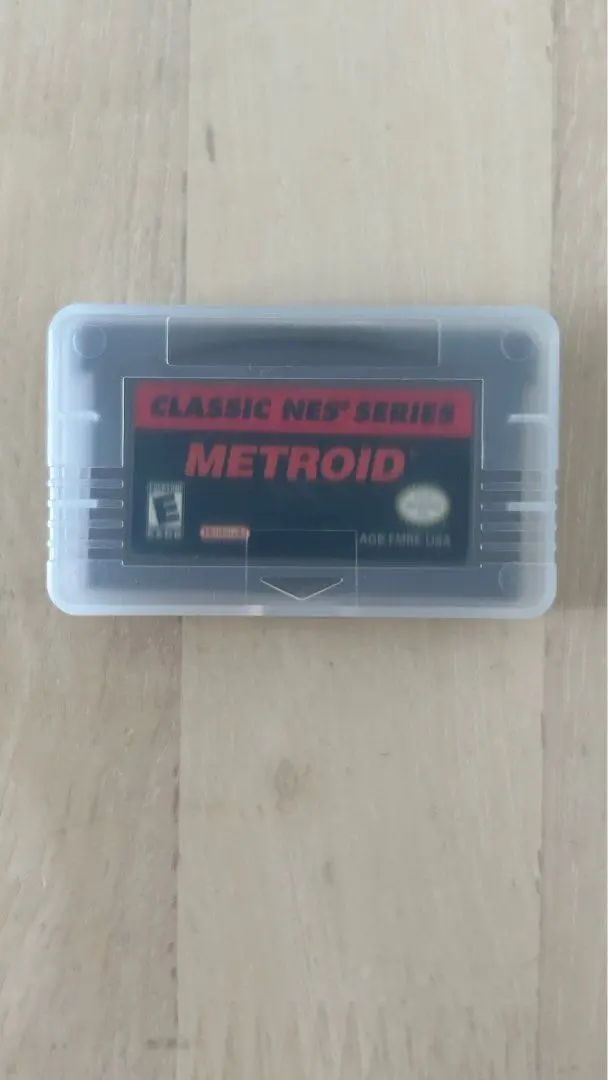 CLASSIC NES® SERIES
METROID
E
AGB-FMRE-USA